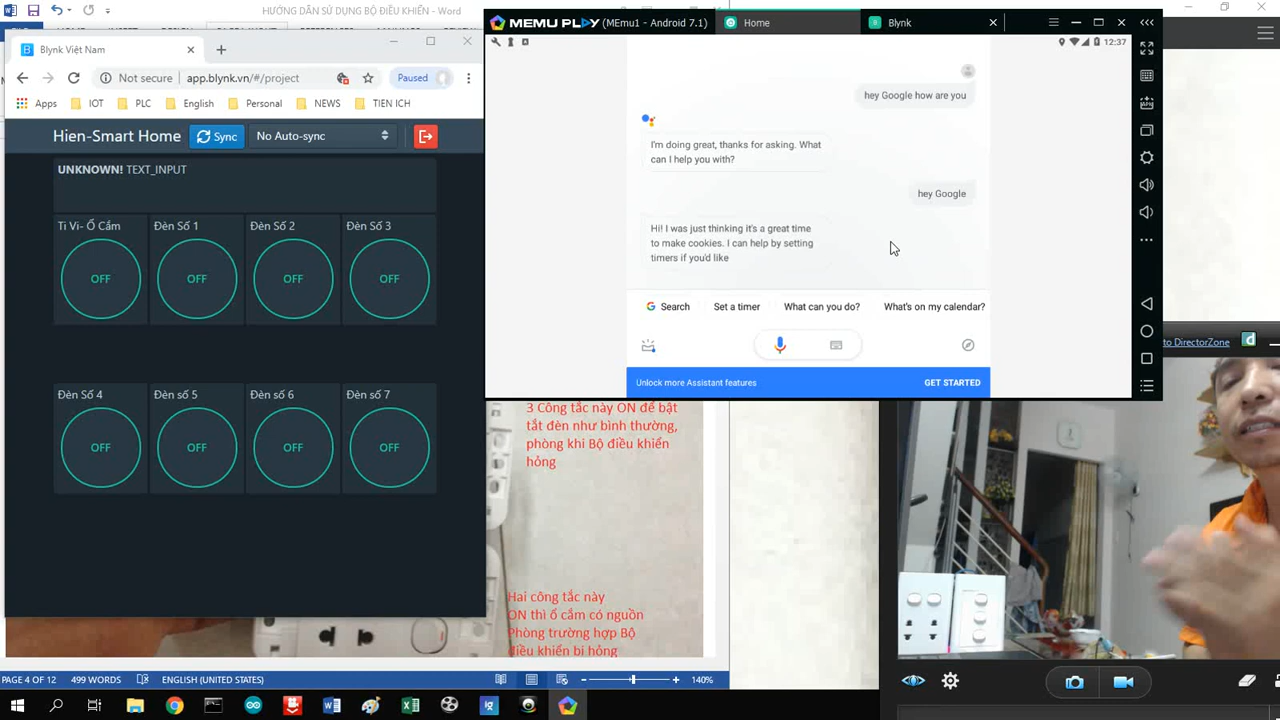 HƯỚNG DẪN SỬ DỤNG BỘ ĐIỀU KHIỂN - Word
Blynk Việt Nam
Not secure
app.blynk.vn/#/project
Paused
Apps
IOT
PLC
English
Personal
NEWS
TIEN ICH
Hien-Smart Home
Sync
No Auto-sync
UNKNOWN! TEXT_INPUT
Ti Vi- Ổ Cắm
Đèn Số 1
Đèn Số 2
Đèn Số 3
OFF
OFF
OFF
OFF
Đèn Số 4
Đèn số 5
Đèn số 6
Đèn số 7
OFF
OFF
OFF
OFF
MEMU PLAY (MEmu1 - Android 7.1)
Home
Blynk
12:37
hey Google how are you
I'm doing great, thanks for asking. What
can I help you with?
hey Google
Hi! I was just thinking it's a great time
to make cookies. I can help by setting
timers if you'd like
Search
Set a timer
What can you do?
What's on my calendar?
Unlock more Assistant features
GET STARTED
to DirectorZone
3 Công tắc này ON để bật
tắt đèn như bình thường,
phòng khi Bộ điều khiển
hỏng
Hai công tắc này
ON thì ổ cắm có nguồn
Phòng trường hợp Bộ
điều khiển bị hỏng
PAGE 4 OF 12
499 WORDS
ENGLISH (UNITED STATES)
140%